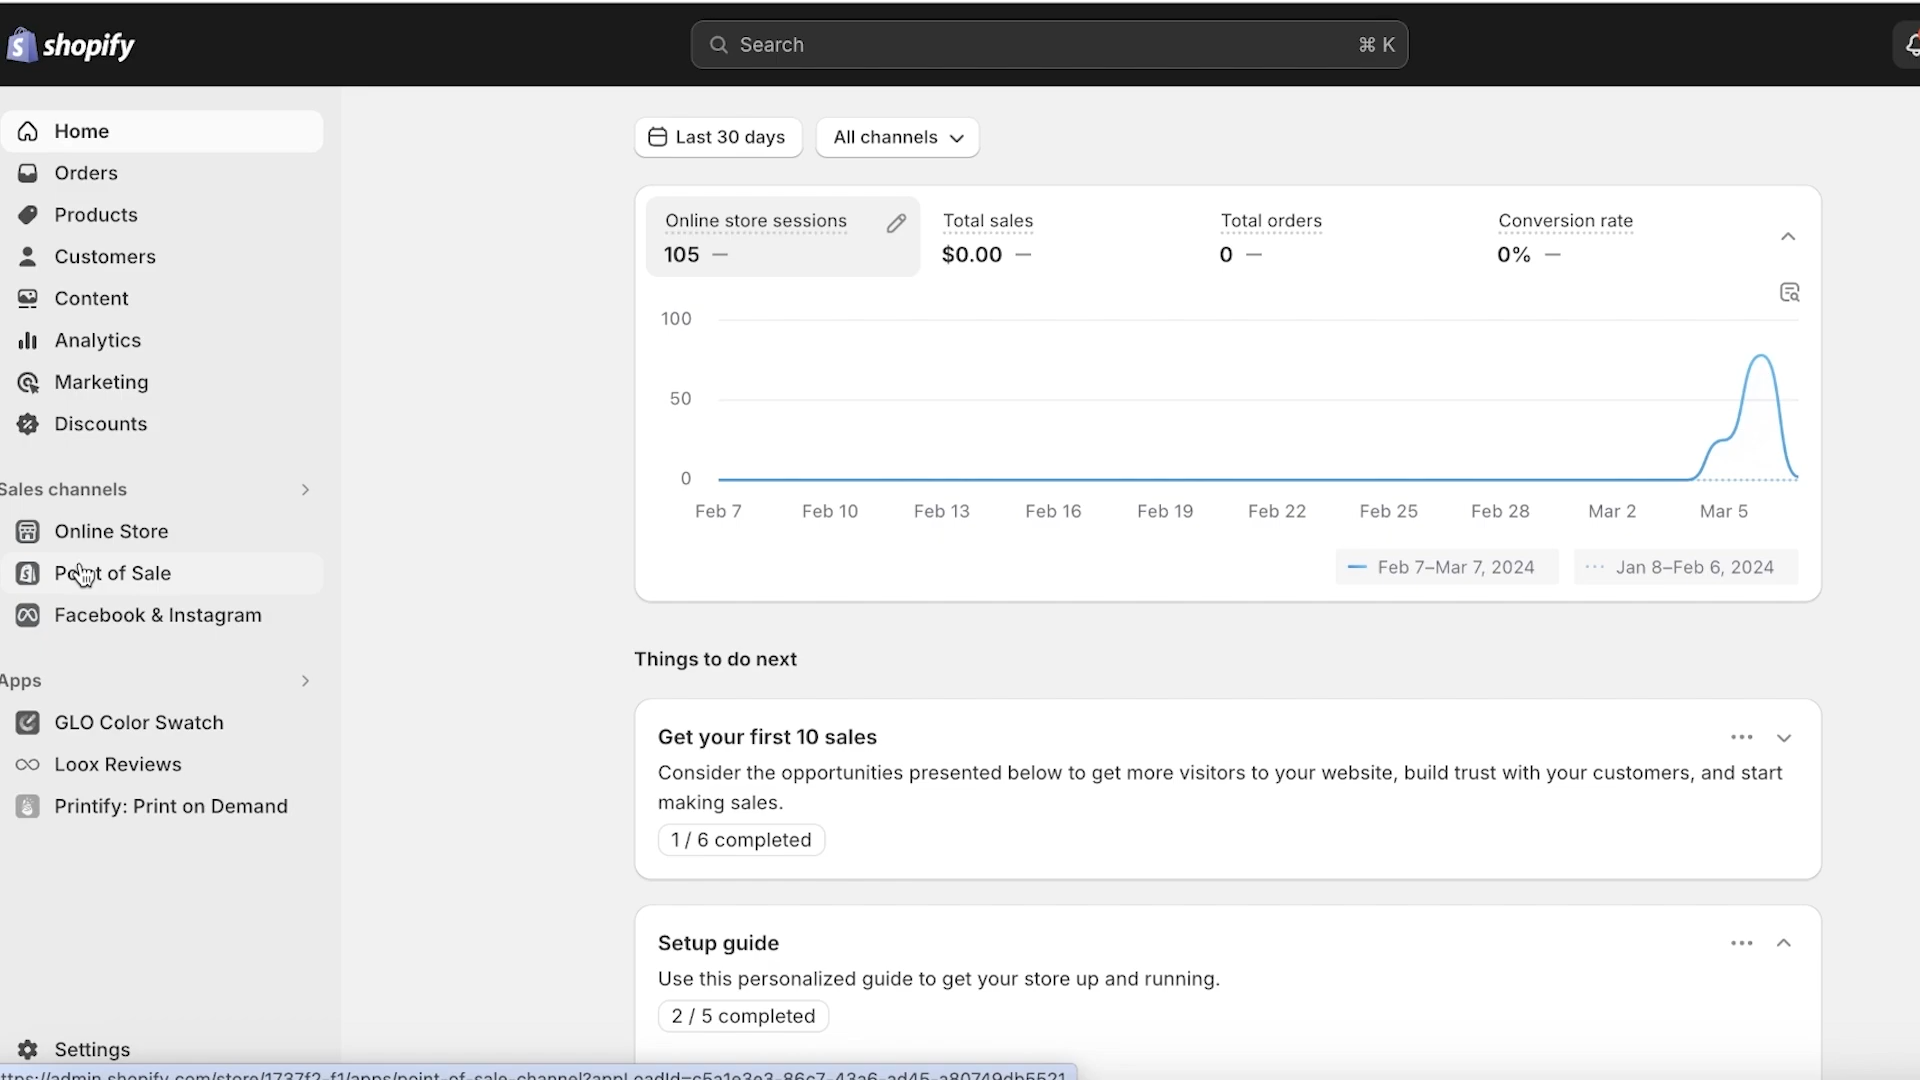 shopify
Search
⌘ K
Home
Orders
Products
Customers
Content
Analytics
Marketing
Discounts
Sales channels
Online Store
Point of Sale
Facebook & Instagram
Apps
GLO Color Swatch
Loox Reviews
Printify: Print on Demand
Settings
Last 30 days
All channels
Online store sessions
105 —
Total sales
$0.00 —
Total orders
0 —
Conversion rate
0% —
100
50
0
Feb 7 Feb 10 Feb 13 Feb 16 Feb 19 Feb 22 Feb 25 Feb 28 Mar 2 Mar 5
Feb 7–Mar 7, 2024
Jan 8–Feb 6, 2024
Things to do next
Get your first 10 sales
Consider the opportunities presented below to get more visitors to your website, build trust with your customers, and start
making sales.
1 / 6 completed
Setup guide
Use this personalized guide to get your store up and running.
2 / 5 completed